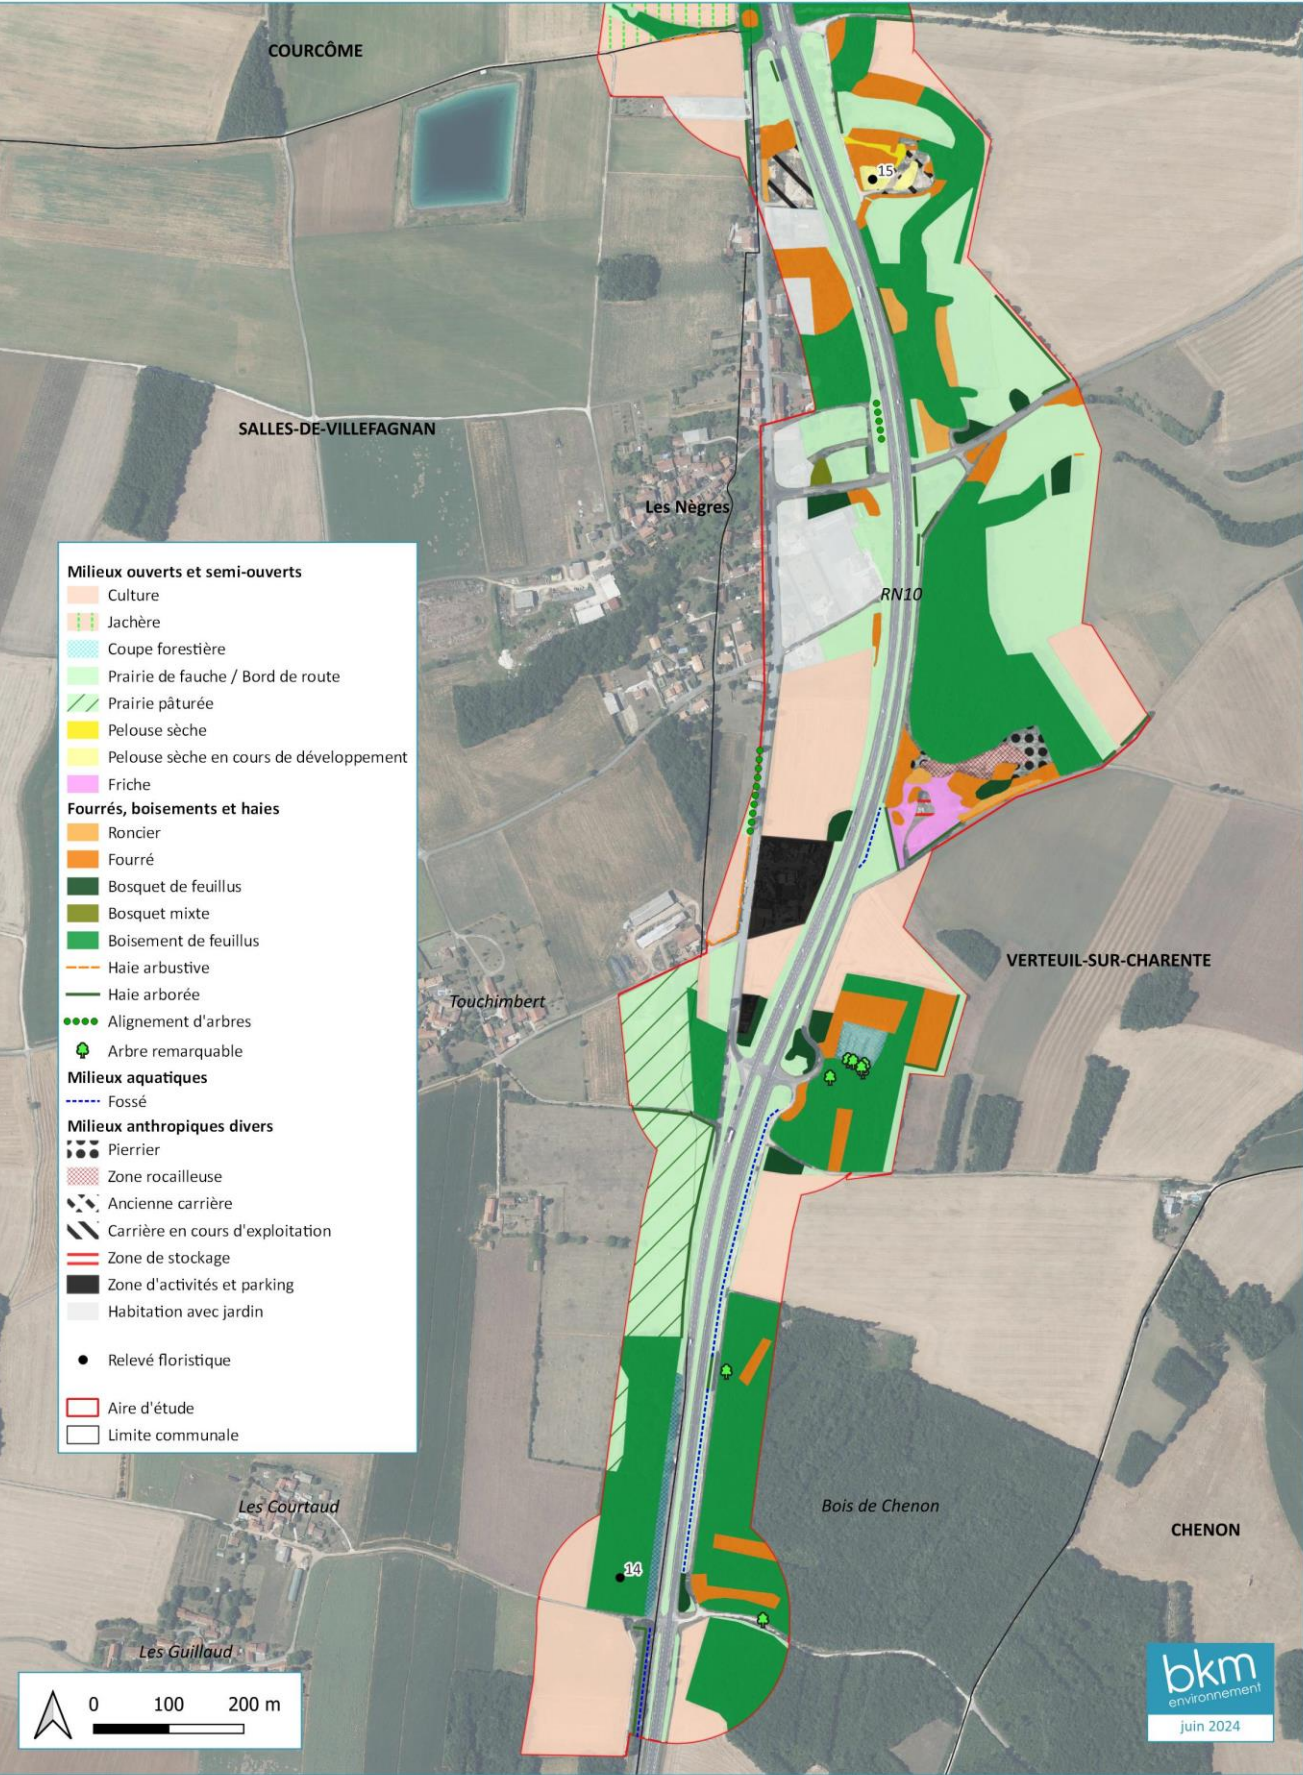 COURCÔME
15
SALLES-DE-VILLEFAGNAN
Les Nègres
RN10
Milieux ouverts et semi-ouverts
Culture
Jachère
Coupe forestière
Prairie de fauche / Bord de route
Prairie pâturée
Pelouse sèche
Pelouse sèche en cours de développement
Friche
Fourrés, boisements et haies
Roncier
Fourré
Bosquet de feuillus
Bosquet mixte
Boisement de feuillus
Haie arbustive
Haie arborée
Alignement d'arbres
Arbre remarquable
Milieux aquatiques
Fossé
Milieux anthropiques divers
Pierrier
Zone rocailleuse
Ancienne carrière
Carrière en cours d'exploitation
Zone de stockage
Zone d'activités et parking
Habitation avec jardin
Relevé floristique
Aire d'étude
Limite communale
VERTEUIL-SUR-CHARENTE
Touchimbert
Les Courtaud
Bois de Chenon
CHENON
14
Les Guillaud
0 100 200 m
bkm
environnement
juin 2024